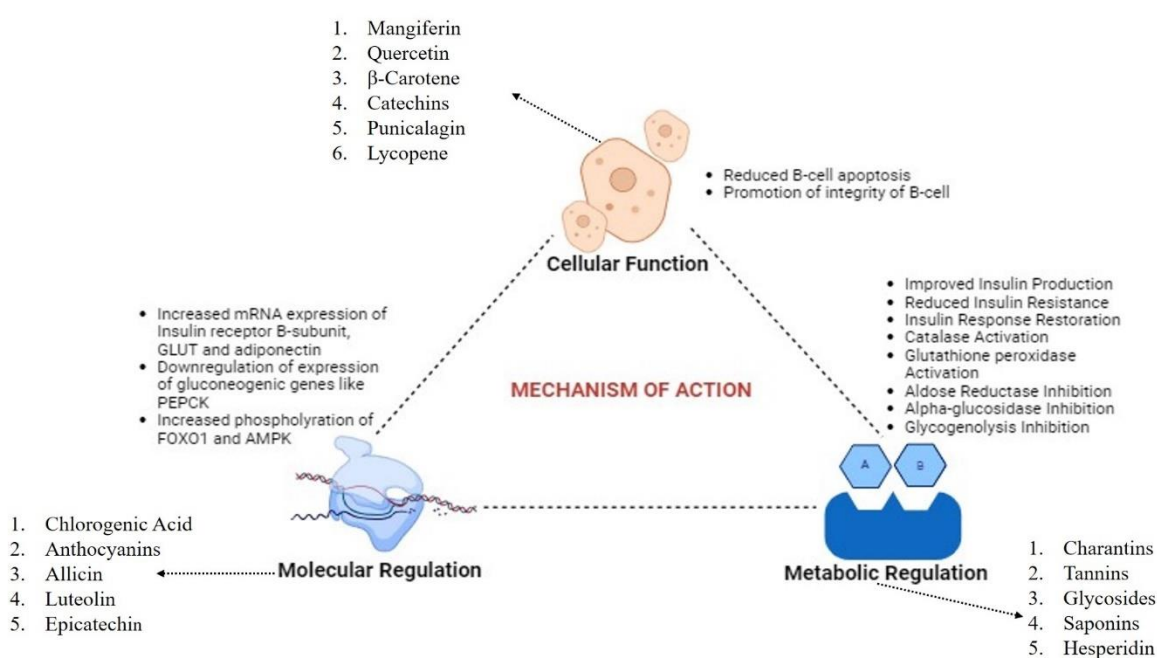 1. Mangiferin
2. Quercetin
3. β-Carotene
4. Catechins
5. Punicalagin
6. Lycopene
• Reduced B-cell apoptosis
• Promotion of integrity of B-cell
Cellular Function
• Increased mRNA expression of
Insulin receptor B-subunit,
GLUT and adiponectin
• Downregulation of expression
of gluconeogenic genes like
PEPCK
• Increased phospholyration of
FOXO1 and AMPK
MECHANISM OF ACTION
• Improved Insulin Production
• Reduced Insulin Resistance
• Insulin Response Restoration
• Catalase Activation
• Glutathione peroxidase
Activation
• Aldose Reductase Inhibition
• Alpha-glucosidase Inhibition
• Glycogenolysis Inhibition
A
B
Molecular Regulation
1. Chlorogenic Acid
2. Anthocyanins
3. Allicin
4. Luteolin
5. Epicatechin
Metabolic Regulation
1. Charantins
2. Tannins
3. Glycosides
4. Saponins
5. Hesperidin